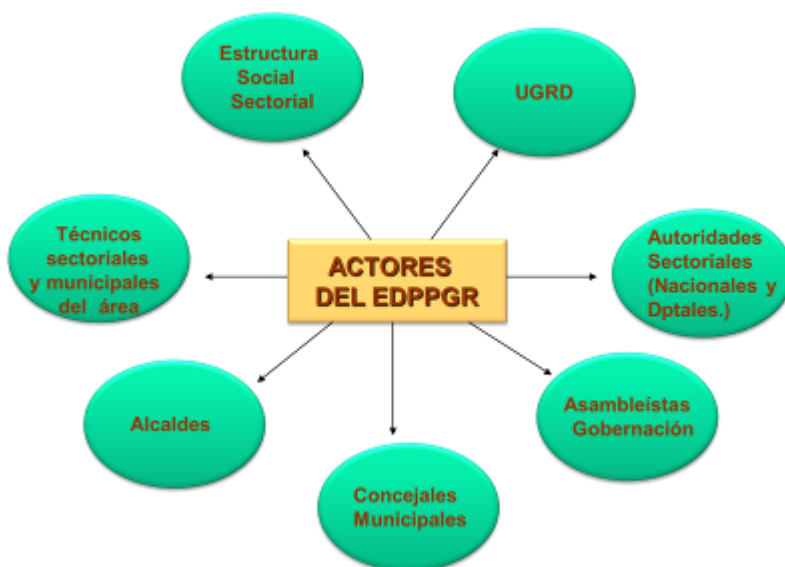 Estructura
Social
Sectorial
UGRD
Técnicos
sectoriales
y municipales
del área
ACTORES
DEL EDPPGR
Autoridades
Sectoriales
(Nacionales y
Dptales.)
Alcaldes
Asambleístas
Gobernación
Concejales
Municipales